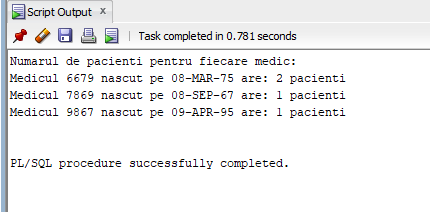 Script Output x
Task completed in 0.781 seconds
Numarul de pacienti pentru fiecare medic:
Medicul 6679 nascut pe 08-MAR-75 are: 2 pacienti
Medicul 7869 nascut pe 08-SEP-67 are: 1 pacienti
Medicul 9867 nascut pe 09-APR-95 are: 1 pacienti
PL/SQL procedure successfully completed.